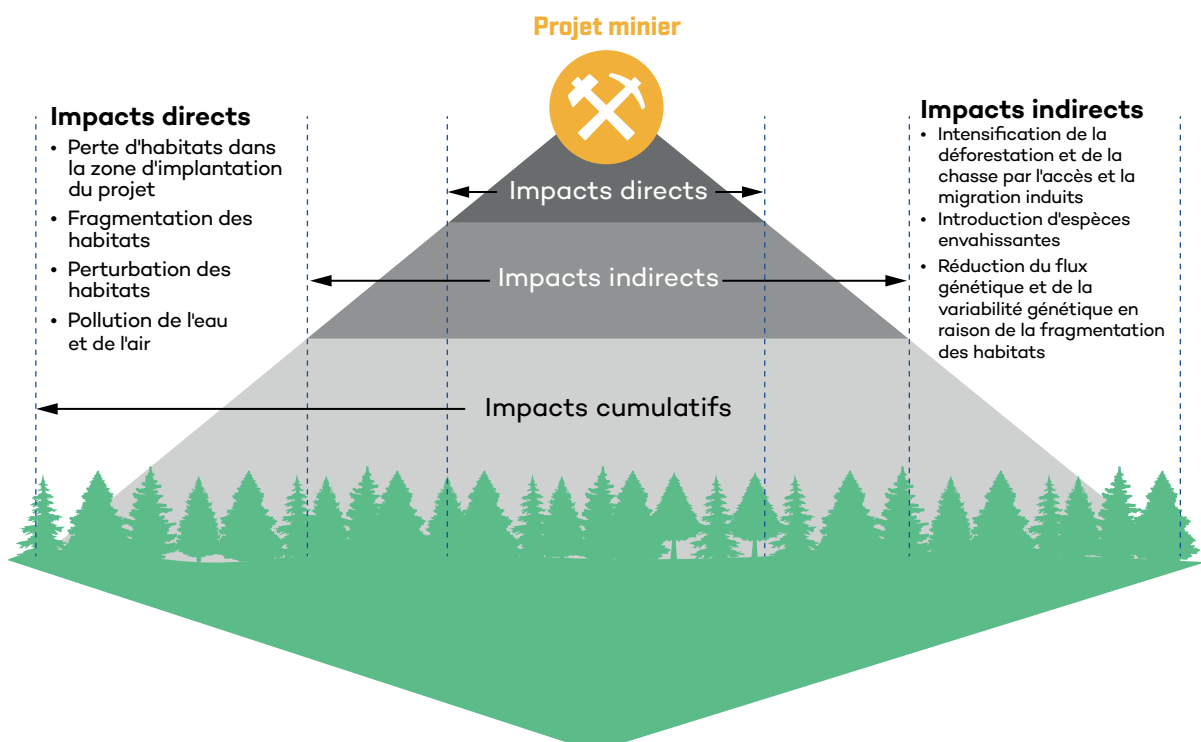 Projet minier
Impacts directs
• Perte d'habitats dans
la zone d'implantation
du projet
• Fragmentation des
habitats
• Perturbation des
habitats
• Pollution de l'eau
et de l'air
Impacts directs
Impacts indirects
Impacts cumulatifs
Impacts indirects
• Intensification de la
déforestation et de la
chasse par l'accès et la
migration induits
• Introduction d'espèces
envahissantes
• Réduction du flux
génétique et de la
variabilité génétique en
raison de la fragmentation
des habitats